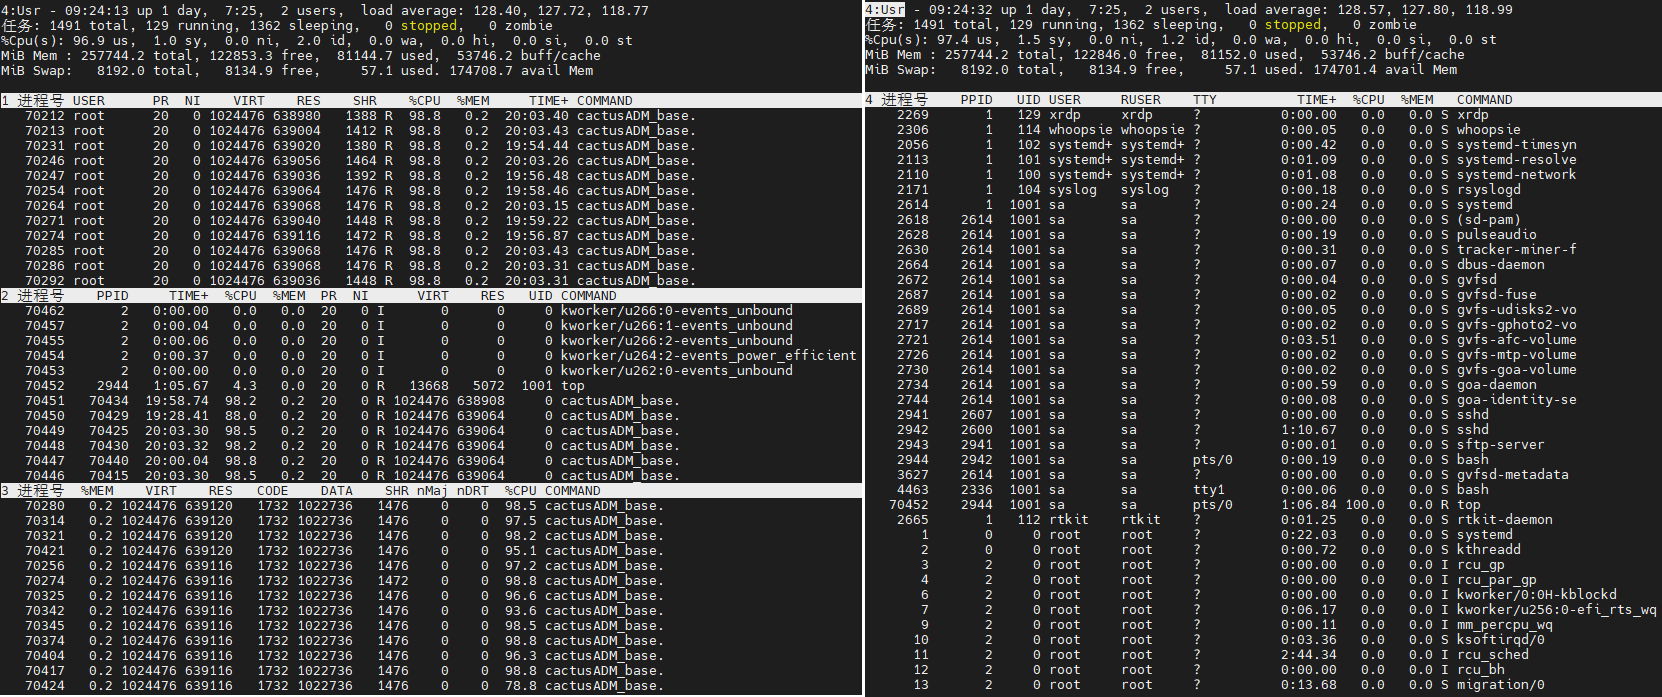 4:Usr - 09:24:13 up 1 day,  7:25,  2 users,  load average: 128.40, 127.72, 118.77
任务: 1491 total, 129 running, 1362 sleeping,   0 stopped,   0 zombie
%Cpu(s): 96.9 us,  1.0 sy,  0.0 ni,  2.0 id,  0.0 wa,  0.0 hi,  0.0 si,  0.0 st
MiB Mem : 257744.2 total, 122853.3 free,  81144.7 used,  53746.2 buff/cache
MiB Swap:   8192.0 total,   8134.9 free,     57.1 used. 174708.7 avail Mem
1 进程号 USER      PR  NI    VIRT    RES    SHR   %CPU  %MEM     TIME+ COMMAND
70212 root      20   0 1024476 638980   1388 R  98.8   0.2  20:03.40 cactusADM_base.
70213 root      20   0 1024476 639004   1412 R  98.8   0.2  20:03.43 cactusADM_base.
70231 root      20   0 1024476 639020   1380 R  98.8   0.2  19:54.44 cactusADM_base.
70246 root      20   0 1024476 639056   1464 R  98.8   0.2  20:03.26 cactusADM_base.
70247 root      20   0 1024476 639036   1392 R  98.8   0.2  19:56.48 cactusADM_base.
70254 root      20   0 1024476 639064   1476 R  98.8   0.2  19:58.46 cactusADM_base.
70264 root      20   0 1024476 639068   1476 R  98.8   0.2  20:03.15 cactusADM_base.
70271 root      20   0 1024476 639040   1448 R  98.8   0.2  19:59.22 cactusADM_base.
70274 root      20   0 1024476 639116   1472 R  98.8   0.2  19:56.87 cactusADM_base.
70285 root      20   0 1024476 639068   1476 R  98.8   0.2  20:03.43 cactusADM_base.
70286 root      20   0 1024476 639068   1476 R  98.8   0.2  20:03.31 cactusADM_base.
70292 root      20   0 1024476 639036   1448 R  98.8   0.2  20:03.31 cactusADM_base.
2 进程号    PPID     TIME+  %CPU  %MEM  PR  NI      VIRT    RES   UID COMMAND
70462       2   0:00.00   0.0   0.0  20   0 I       0      0     0 kworker/u266:0-events_unbound
70457       2   0:00.04   0.0   0.0  20   0 I       0      0     0 kworker/u266:1-events_unbound
70455       2   0:00.06   0.0   0.0  20   0 I       0      0     0 kworker/u266:2-events_unbound
70454       2   0:00.37   0.0   0.0  20   0 I       0      0     0 kworker/u264:2-events_power_efficient
70453       2   0:00.00   0.0   0.0  20   0 I       0      0     0 kworker/u262:0-events_unbound
70452    2944   1:05.67   4.3   0.0  20   0 R   13668   5072  1001 top
70451   70434  19:58.74  98.2   0.2  20   0 R 1024476 638908     0 cactusADM_base.
70450   70429  19:28.41  88.0   0.2  20   0 R 1024476 639064     0 cactusADM_base.
70449   70425  20:03.30  98.5   0.2  20   0 R 1024476 639064     0 cactusADM_base.
70448   70430  20:03.32  98.2   0.2  20   0 R 1024476 639064     0 cactusADM_base.
70447   70440  20:00.04  98.8   0.2  20   0 R 1024476 639064     0 cactusADM_base.
70446   70415  20:03.30  98.5   0.2  20   0 R 1024476 639064     0 cactusADM_base.
3 进程号  %MEM    VIRT    RES   CODE    DATA    SHR nMaj nDRT  %CPU COMMAND
70280   0.2 1024476 639120   1732 1022736   1476    0    0  98.5 cactusADM_base.
70314   0.2 1024476 639120   1732 1022736   1476    0    0  97.5 cactusADM_base.
70321   0.2 1024476 639120   1732 1022736   1476    0    0  98.2 cactusADM_base.
70421   0.2 1024476 639120   1732 1022736   1476    0    0  95.1 cactusADM_base.
70256   0.2 1024476 639116   1732 1022736   1476    0    0  97.2 cactusADM_base.
70274   0.2 1024476 639116   1732 1022736   1472    0    0  98.8 cactusADM_base.
70325   0.2 1024476 639116   1732 1022736   1476    0    0  96.6 cactusADM_base.
70342   0.2 1024476 639116   1732 1022736   1476    0    0  93.6 cactusADM_base.
70345   0.2 1024476 639116   1732 1022736   1476    0    0  98.5 cactusADM_base.
70374   0.2 1024476 639116   1732 1022736   1476    0    0  98.8 cactusADM_base.
70404   0.2 1024476 639116   1732 1022736   1476    0    0  96.3 cactusADM_base.
70417   0.2 1024476 639116   1732 1022736   1476    0    0  98.8 cactusADM_base.
70424   0.2 1024476 639116   1732 1022736   1476    0    0  78.8 cactusADM_base.
4:Usr - 09:24:32 up 1 day,  7:25,  2 users,  load average: 128.57, 127.80, 118.99
任务: 1491 total, 129 running, 1362 sleeping,   0 stopped,   0 zombie
%Cpu(s): 97.4 us,  1.5 sy,  0.0 ni,  1.2 id,  0.0 wa,  0.0 hi,  0.0 si,  0.0 st
MiB Mem : 257744.2 total, 122846.0 free,  81152.0 used,  53746.2 buff/cache
MiB Swap:   8192.0 total,   8134.9 free,     57.1 used. 174701.4 avail Mem
4 进程号    PPID   UID USER     RUSER    TTY          TIME+  %CPU  %MEM   COMMAND
2269       1   129 xrdp     xrdp     ?          0:00.00   0.0   0.0 S xrdp
2306       1   114 whoopsie whoopsie ?          0:00.05   0.0   0.0 S whoopsie
2056       1   102 systemd+ systemd+ ?          0:00.42   0.0   0.0 S systemd-timesyn
2113       1   101 systemd+ systemd+ ?          0:01.09   0.0   0.0 S systemd-resolve
2110       1   100 systemd+ systemd+ ?          0:01.08   0.0   0.0 S systemd-network
2171       1   104 syslog   syslog   ?          0:00.18   0.0   0.0 S rsyslogd
2614       1  1001 sa       sa       ?          0:00.24   0.0   0.0 S systemd
2618    2614  1001 sa       sa       ?          0:00.00   0.0   0.0 S (sd-pam)
2628    2614  1001 sa       sa       ?          0:00.19   0.0   0.0 S pulseaudio
2630    2614  1001 sa       sa       ?          0:00.31   0.0   0.0 S tracker-miner-f
2664    2614  1001 sa       sa       ?          0:00.07   0.0   0.0 S dbus-daemon
2672    2614  1001 sa       sa       ?          0:00.04   0.0   0.0 S gvfsd
2687    2614  1001 sa       sa       ?          0:00.02   0.0   0.0 S gvfsd-fuse
2689    2614  1001 sa       sa       ?          0:00.05   0.0   0.0 S gvfs-udisks2-vo
2717    2614  1001 sa       sa       ?          0:00.02   0.0   0.0 S gvfs-gphoto2-vo
2721    2614  1001 sa       sa       ?          0:03.51   0.0   0.0 S gvfs-afc-volume
2726    2614  1001 sa       sa       ?          0:00.02   0.0   0.0 S gvfs-mtp-volume
2730    2614  1001 sa       sa       ?          0:00.02   0.0   0.0 S gvfs-goa-volume
2734    2614  1001 sa       sa       ?          0:00.59   0.0   0.0 S goa-daemon
2744    2614  1001 sa       sa       ?          0:00.08   0.0   0.0 S goa-identity-se
2941    2607  1001 sa       sa       ?          0:00.00   0.0   0.0 S sshd
2942    2600  1001 sa       sa       ?          1:10.67   0.0   0.0 S sshd
2943    2941  1001 sa       sa       ?          0:00.01   0.0   0.0 S sftp-server
2944    2942  1001 sa       sa       pts/0      0:00.19   0.0   0.0 S bash
3627    2614  1001 sa       sa       ?          0:00.00   0.0   0.0 S gvfsd-metadata
4463    2336  1001 sa       sa       tty1       0:00.06   0.0   0.0 S bash
70452    2944  1001 sa       sa       pts/0      1:06.84 100.0   0.0 R top
2665       1   112 rtkit    rtkit    ?          0:01.25   0.0   0.0 S rtkit-daemon
1       0     0 root     root     ?          0:22.03   0.0   0.0 S systemd
2       0     0 root     root     ?          0:00.72   0.0   0.0 S kthreadd
3       2     0 root     root     ?          0:00.00   0.0   0.0 I rcu_gp
4       2     0 root     root     ?          0:00.00   0.0   0.0 I rcu_par_gp
6       2     0 root     root     ?          0:00.00   0.0   0.0 I kworker/0:0H-kblockd
7       2     0 root     root     ?          0:06.17   0.0   0.0 I kworker/u256:0-efi_rts_wq
9       2     0 root     root     ?          0:00.11   0.0   0.0 I mm_percpu_wq
10       2     0 root     root     ?          0:03.36   0.0   0.0 S ksoftirqd/0
11       2     0 root     root     ?          2:44.34   0.0   0.0 I rcu_sched
12       2     0 root     root     ?          0:00.00   0.0   0.0 I rcu_bh
13       2     0 root     root     ?          0:13.68   0.0   0.0 S migration/0